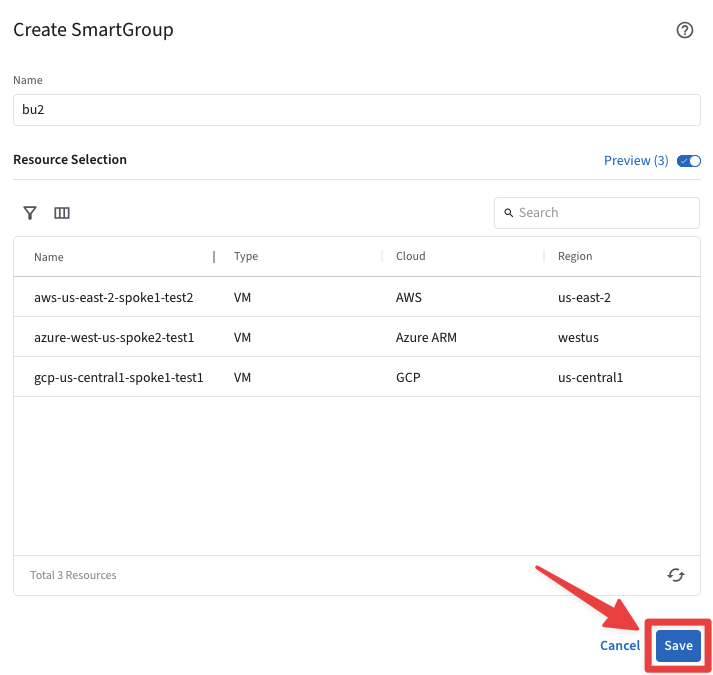 Create SmartGroup
Name
bu2
Resource Selection
Preview (3)
Search
Name Type Cloud Region
aws-us-east-2-spoke1-test2 VM AWS us-east-2
azure-west-us-spoke2-test1 VM Azure ARM westus
gcp-us-central1-spoke1-test1 VM GCP us-central1
Total 3 Resources
Cancel Save